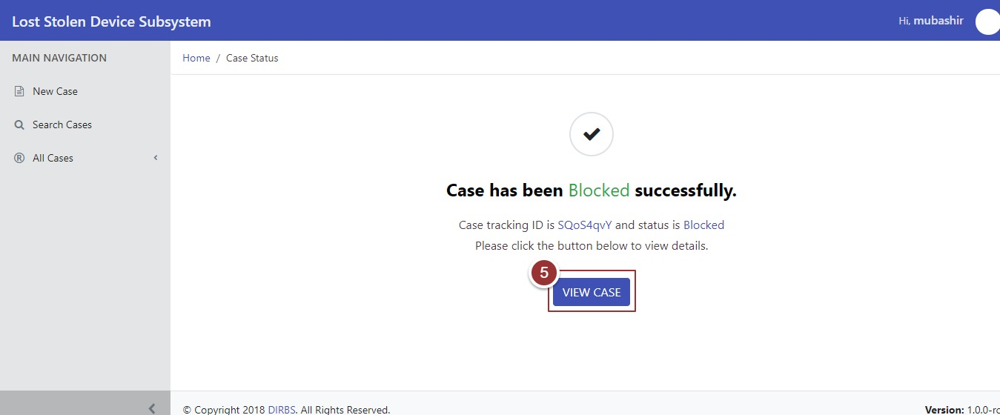 Lost Stolen Device Subsystem
Hi, mubashir
MAIN NAVIGATION
New Case
Search Cases
All Cases
Home / Case Status
Case has been Blocked successfully.
Case tracking ID is SQoS4qvY and status is Blocked
Please click the button below to view details.
5
VIEW CASE
© Copyright 2018 DIRBS. All Rights Reserved.
Version: 1.0.0-rc